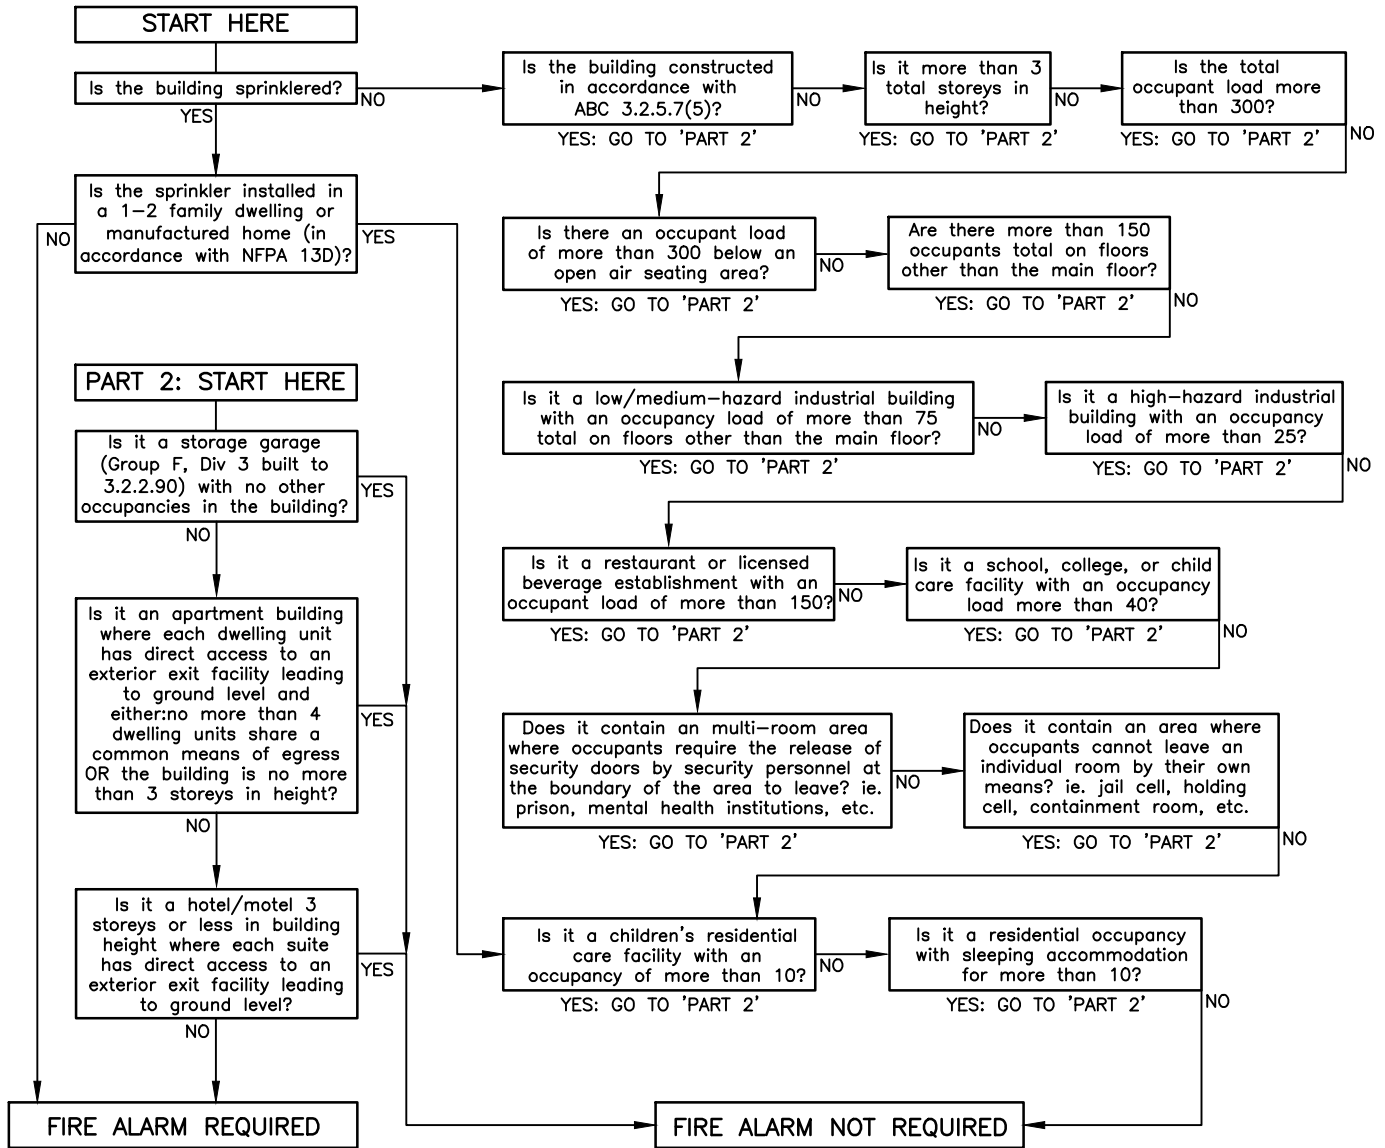 START HERE
Is the building sprinklered?
NO
YES
Is the building constructed
in accordance with
ABC 3.2.5.7(5)?
NO
YES: GO TO 'PART 2'
Is it more than 3
total storeys in
height?
NO
YES: GO TO 'PART 2'
Is the total
occupant load more
than 300?
NO
YES: GO TO 'PART 2'
Is the sprinkler installed in
a 1-2 family dwelling or
manufactured home (in
accordance with NFPA 13D)?
NO
YES
Is there an occupant load
of more than 300 below an
open air seating area?
NO
YES: GO TO 'PART 2'
Are there more than 150
occupants total on floors
other than the main floor?
NO
YES: GO TO 'PART 2'
Is it a low/medium-hazard industrial building
with an occupancy load of more than 75
total on floors other than the main floor?
NO
YES: GO TO 'PART 2'
Is it a high-hazard industrial
building with an occupancy
load of more than 25?
NO
YES: GO TO 'PART 2'
Is it a restaurant or licensed
beverage establishment with an
occupant load of more than 150?
NO
YES: GO TO 'PART 2'
Is it a school, college, or child
care facility with an occupancy
load more than 40?
NO
YES: GO TO 'PART 2'
Does it contain an multi-room area
where occupants require the release of
security doors by security personnel at
the boundary of the area to leave? ie.
prison, mental health institutions, etc.
NO
YES: GO TO 'PART 2'
Does it contain an area where
occupants cannot leave an
individual room by their own
means? ie. jail cell, holding
cell, containment room, etc.
NO
YES: GO TO 'PART 2'
Is it a children's residential
care facility with an
occupancy of more than 10?
NO
YES: GO TO 'PART 2'
Is it a residential occupancy
with sleeping accommodation
for more than 10?
NO
YES: GO TO 'PART 2'
PART 2: START HERE
Is it a storage garage
(Group F, Div 3 built to
3.2.2.90) with no other
occupancies in the building?
YES
NO
Is it an apartment building
where each dwelling unit
has direct access to an
exterior exit facility leading
to ground level and
either:no more than 4
dwelling units share a
common means of egress
OR the building is no more
than 3 storeys in height?
YES
NO
Is it a hotel/motel 3
storeys or less in building
height where each suite
has direct access to an
exterior exit facility leading
to ground level?
YES
NO
FIRE ALARM REQUIRED
FIRE ALARM NOT REQUIRED